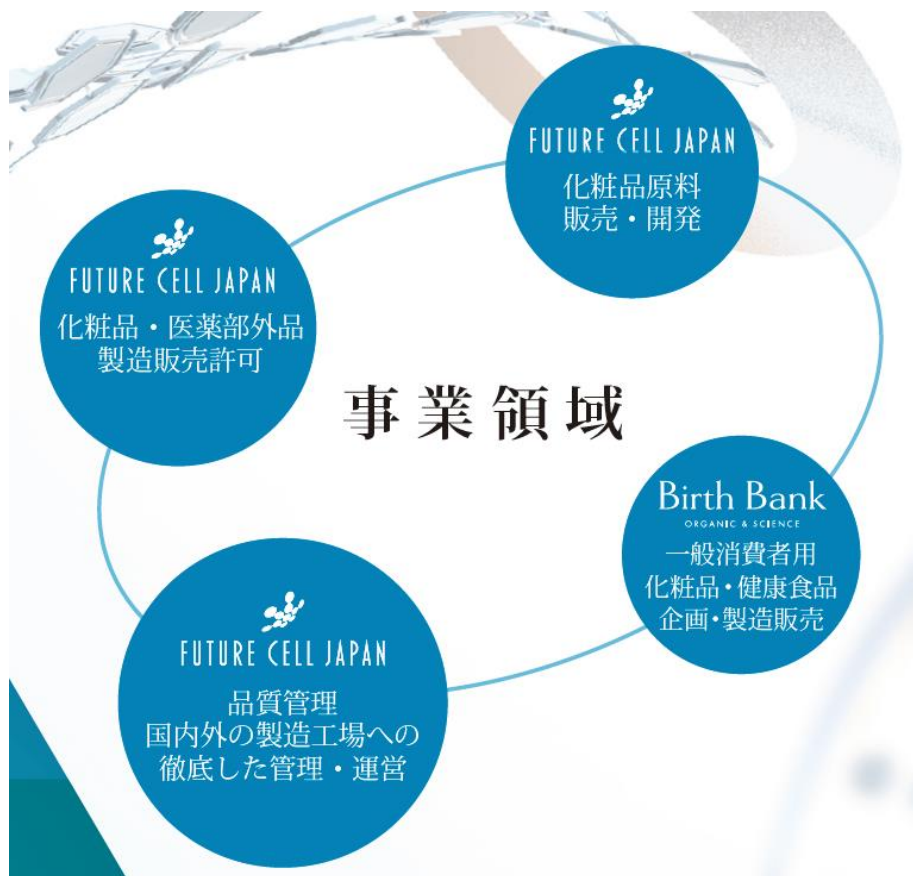 FUTURE CELL JAPAN
化粧品原料
販売・開発
FUTURE CELL JAPAN
化粧品・医薬部外品
製造販売許可
事業領域
Birth Bank
ORGANIC & SCIENCE
一般消費者用
化粧品・健康食品
企画・製造販売
FUTURE CELL JAPAN
品質管理
国内外の製造工場への
徹底した管理・運営